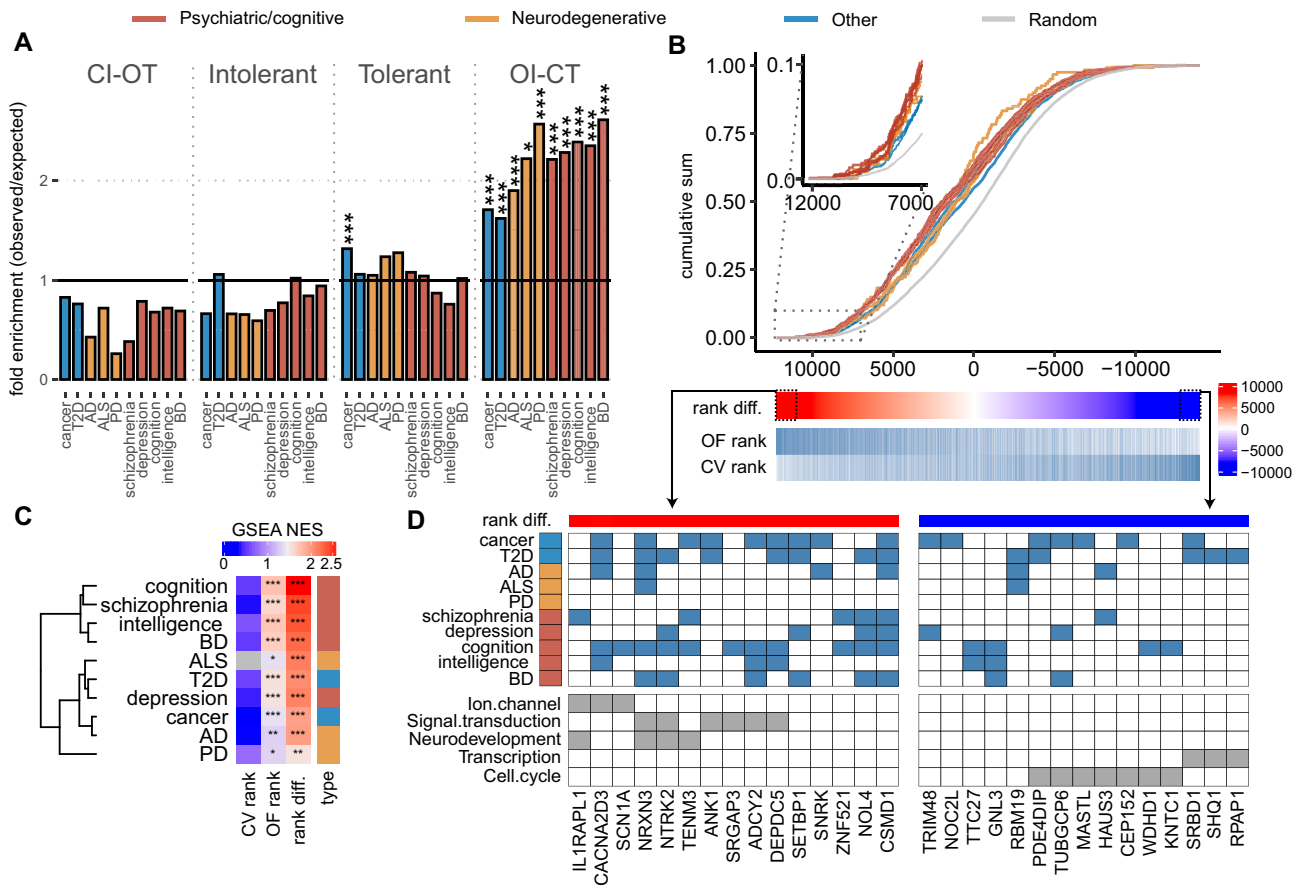 Psychiatric/cognitive Neurodegenerative Other Random
A
CI-OT Intolerant Tolerant OI-CT
fold enrichment (observed/expected)
2
1
0
*** *** *** *** * *** *** *** *** *** ***
cancer T2D AD ALS PD schizophrenia depression cognition intelligence BD
cancer T2D AD ALS PD schizophrenia depression cognition intelligence BD
cancer T2D AD ALS PD schizophrenia depression cognition intelligence BD
cancer T2D AD ALS PD schizophrenia depression cognition intelligence BD
B
cumulative sum
1.00
0.75
0.50
0.25
0.00
0.1
0.0
12000 7000
10000 5000 0 −5000 −10000
rank diff.
OF rank
CV rank
10000
5000
0
−5000
−10000
C
GSEA NES
0 1 2 2.5
cognition *** ***
schizophrenia *** ***
intelligence *** ***
BD *** ***
ALS * ***
T2D *** ***
depression *** ***
cancer *** ***
AD ** ***
PD * **
CV rank OF rank rank diff. type
D
rank diff.
cancer
T2D
AD
ALS
PD
schizophrenia
depression
cognition
intelligence
BD
Ion.channel
Signal.transduction
Neurodevelopment
Transcription
Cell.cycle
IL1RAPL1 CACNA2D3 SCN1A NRXN3 NTRK2 TENM3 ANK1 SRGAP3 ADCY2 DEPDC5 SETBP1 SNRK ZNF521 NOL4 CSMD1
TRIM48 NOC2L TTC27 GNL3 RBM19 PDE4DIP TUBGCP6 MASTL HAUS3 CEP152 WDHD1 KNTC1 SRBD1 SHQ1 RPAP1